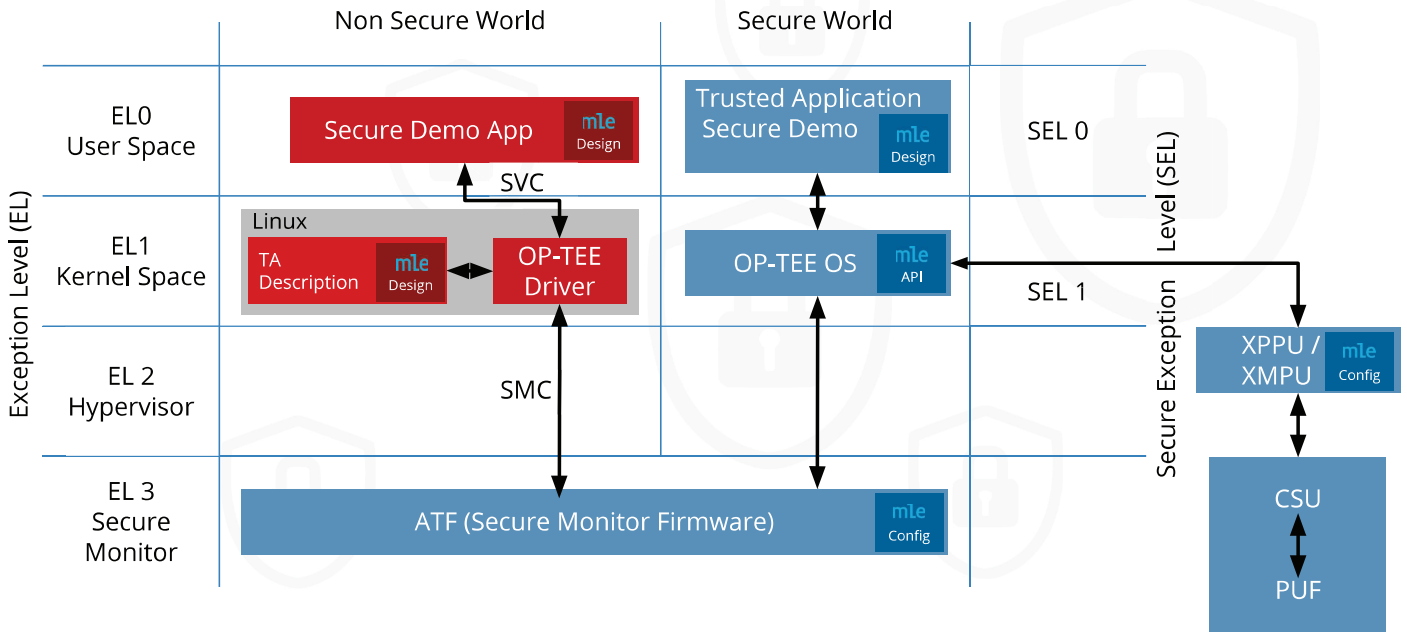 Non Secure World
Secure World
Exception Level (EL)
EL0
User Space
Secure Demo App
mle
Design
Trusted Application
Secure Demo
mle
Design
SEL 0
SVC
EL1
Kernel Space
Linux
TA
Description
mle
Design
OP-TEE
Driver
OP-TEE OS
mle
API
SEL 1
Secure Exception Level (SEL)
EL 2
Hypervisor
SMC
XPPU /
XMPU
mle
Config
EL 3
Secure
Monitor
ATF (Secure Monitor Firmware)
mle
Config
CSU
PUF